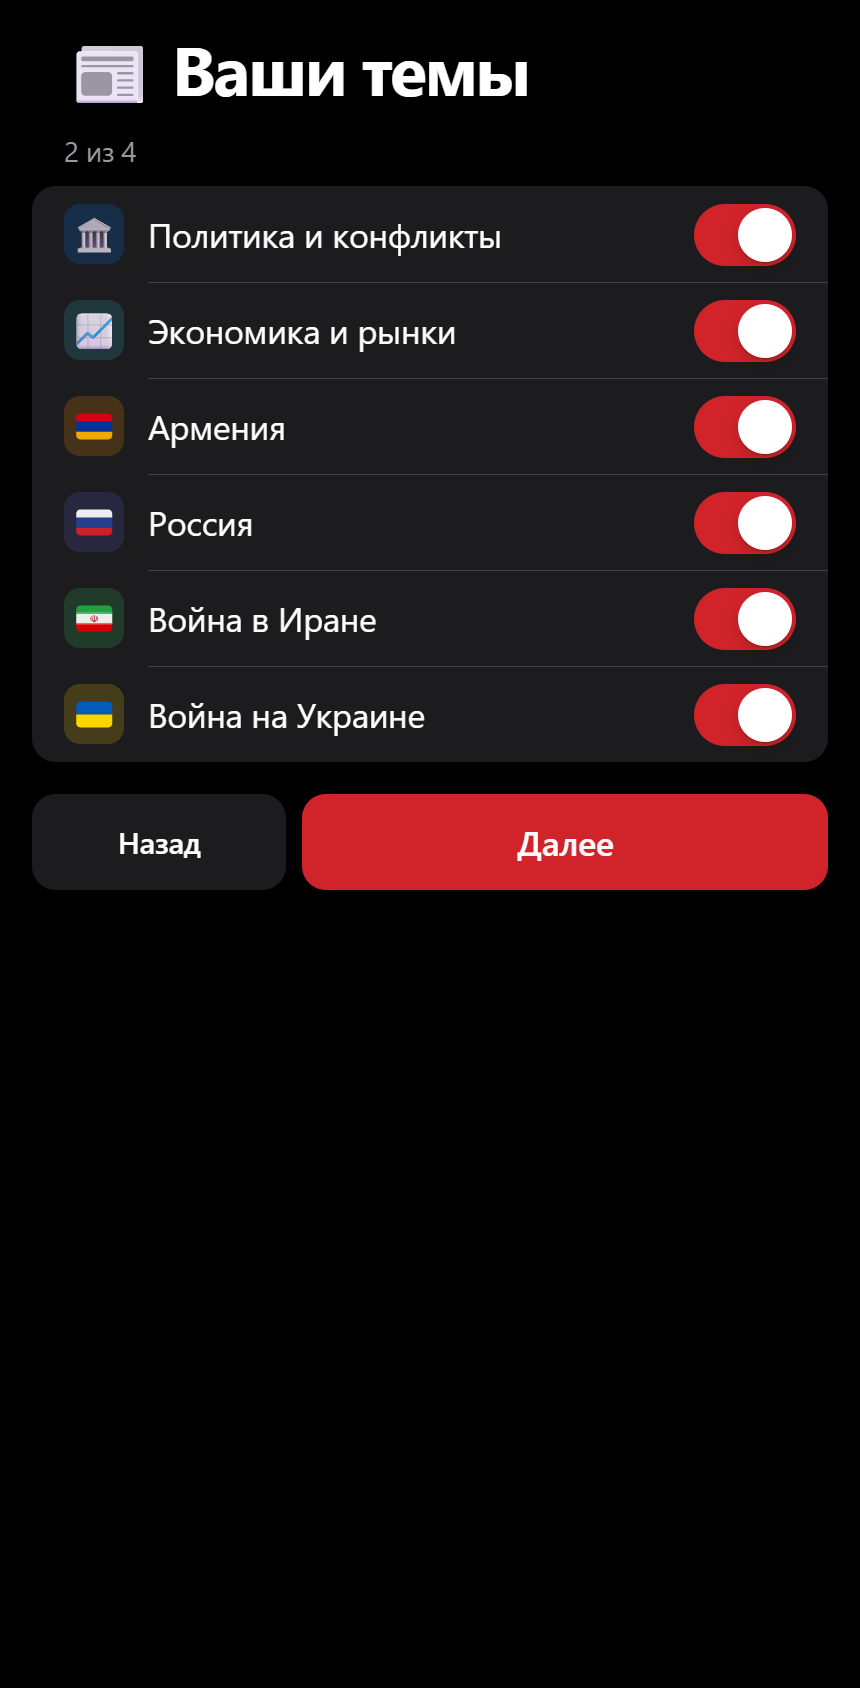 Ваши темы
2 из 4
Политика и конфликты
Экономика и рынки
Армения
Россия
Война в Иране
Война на Украине
Назад
Далее